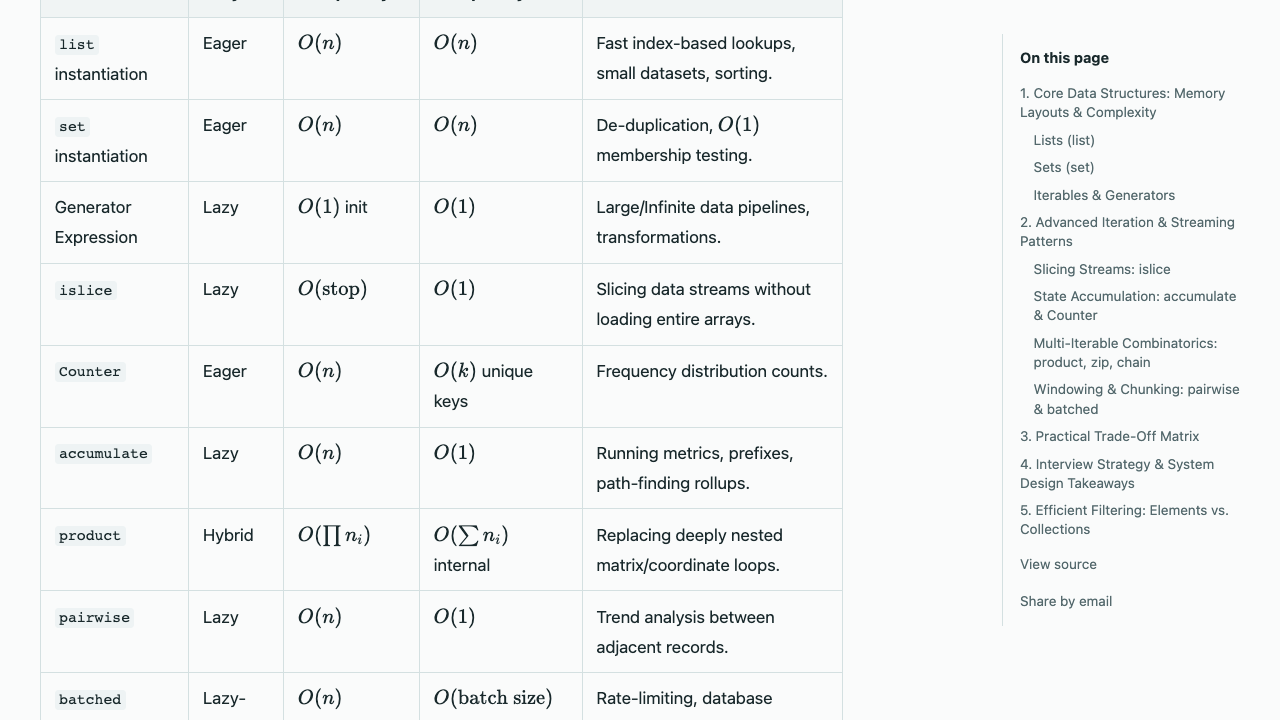 list Eager O(n) O(n) Fast index-based lookups,
instantiation small datasets, sorting.
set Eager O(n) O(n) De-duplication, O(1)
instantiation membership testing.
Generator Lazy O(1) init O(1) Large/Infinite data pipelines,
Expression transformations.
islice Lazy O(stop) O(1) Slicing data streams without
loading entire arrays.
Counter Eager O(n) O(k) unique Frequency distribution counts.
keys
accumulate Lazy O(n) O(1) Running metrics, prefixes,
path-finding rollups.
product Hybrid O(∏ nᵢ) O(∑ nᵢ) Replacing deeply nested
internal matrix/coordinate loops.
pairwise Lazy O(n) O(1) Trend analysis between
adjacent records.
batched Lazy- O(n) O(batch size) Rate-limiting, database
On this page
1. Core Data Structures: Memory
Layouts & Complexity
Lists (list)
Sets (set)
Iterables & Generators
2. Advanced Iteration & Streaming
Patterns
Slicing Streams: islice
State Accumulation: accumulate
& Counter
Multi-Iterable Combinatorics:
product, zip, chain
Windowing & Chunking: pairwise
& batched
3. Practical Trade-Off Matrix
4. Interview Strategy & System
Design Takeaways
5. Efficient Filtering: Elements vs.
Collections
View source
Share by email